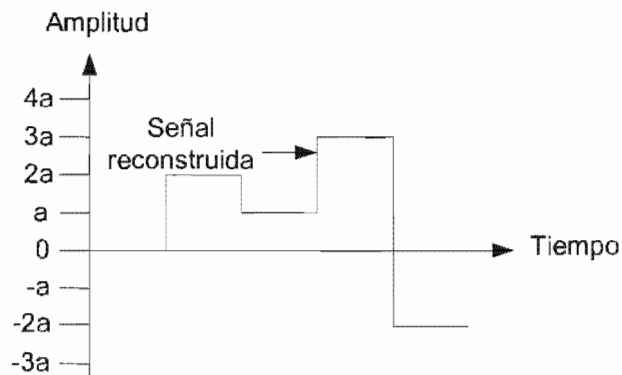 Amplitud
4a
3a
Señal
reconstruida
2a
a
0
Tiempo
-a
-2a
-3a